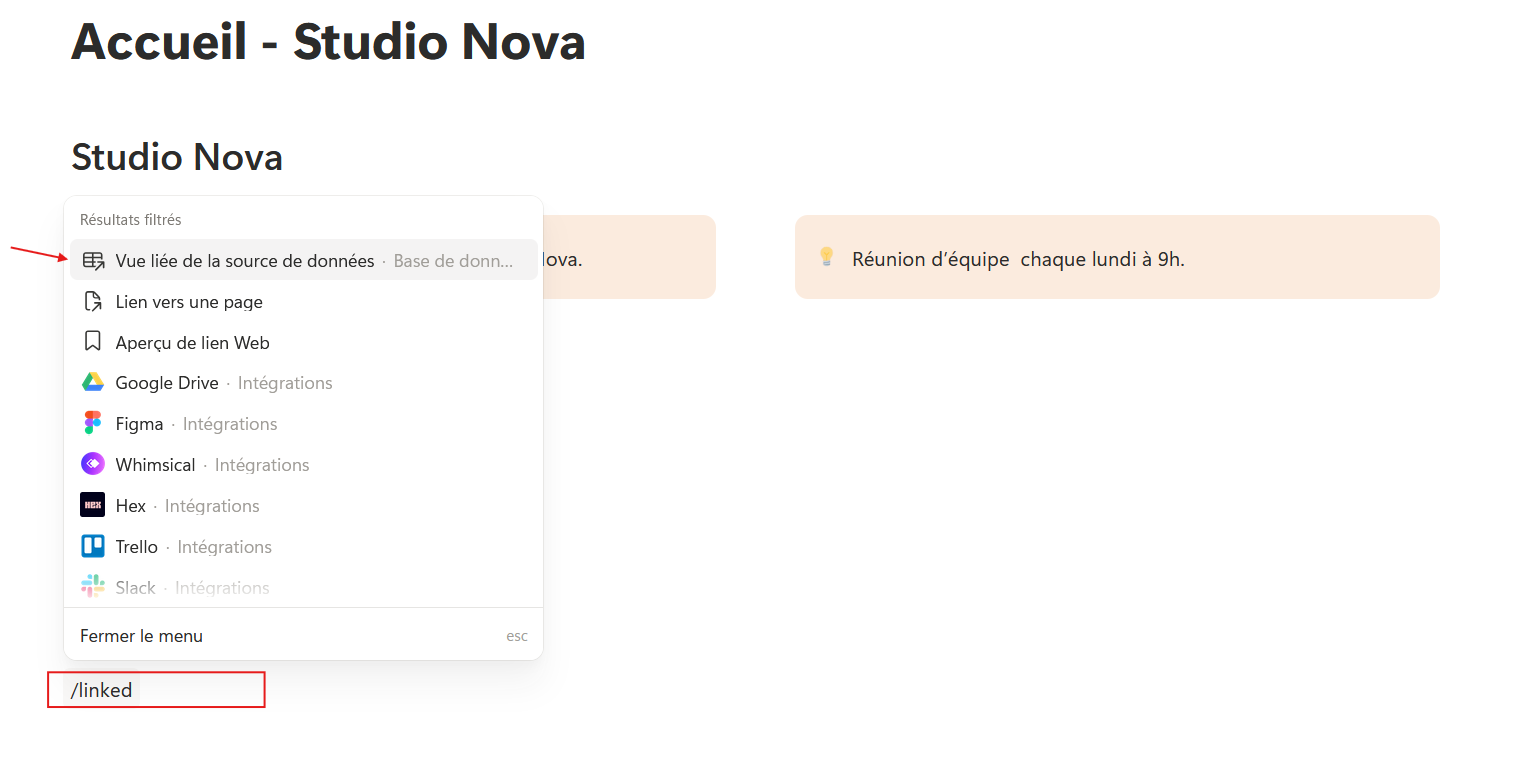 Accueil - Studio Nova
Studio Nova
Résultats filtrés
Vue liée de la source de données · Base de donn...
lova.
Réunion d'équipe  chaque lundi à 9h.
Lien vers une page
Aperçu de lien Web
Google Drive · Intégrations
Figma · Intégrations
Whimsical · Intégrations
HEX
Hex · Intégrations
Trello · Intégrations
Slack · Intégrations
Fermer le menu esc
/linked